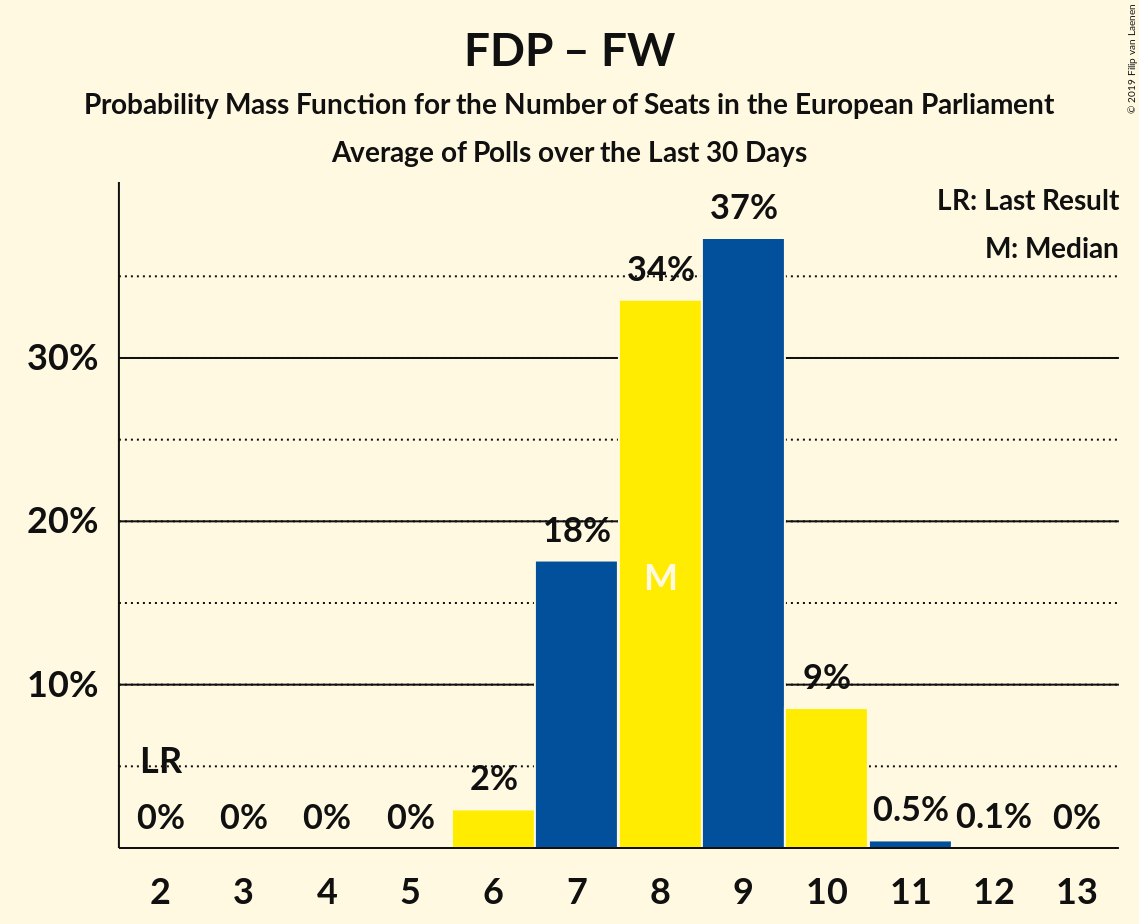 FDP – FW
Probability Mass Function for the Number of Seats in the European Parliament
Average of Polls over the Last 30 Days
© 2019 Filip van Laenen
LR: Last Result
M: Median
37%
34%
30%
20%
18%
M
10%
9%
LR
2%
0% 0% 0% 0% 0.5% 0.1% 0%
2 3 4 5 6 7 8 9 10 11 12 13